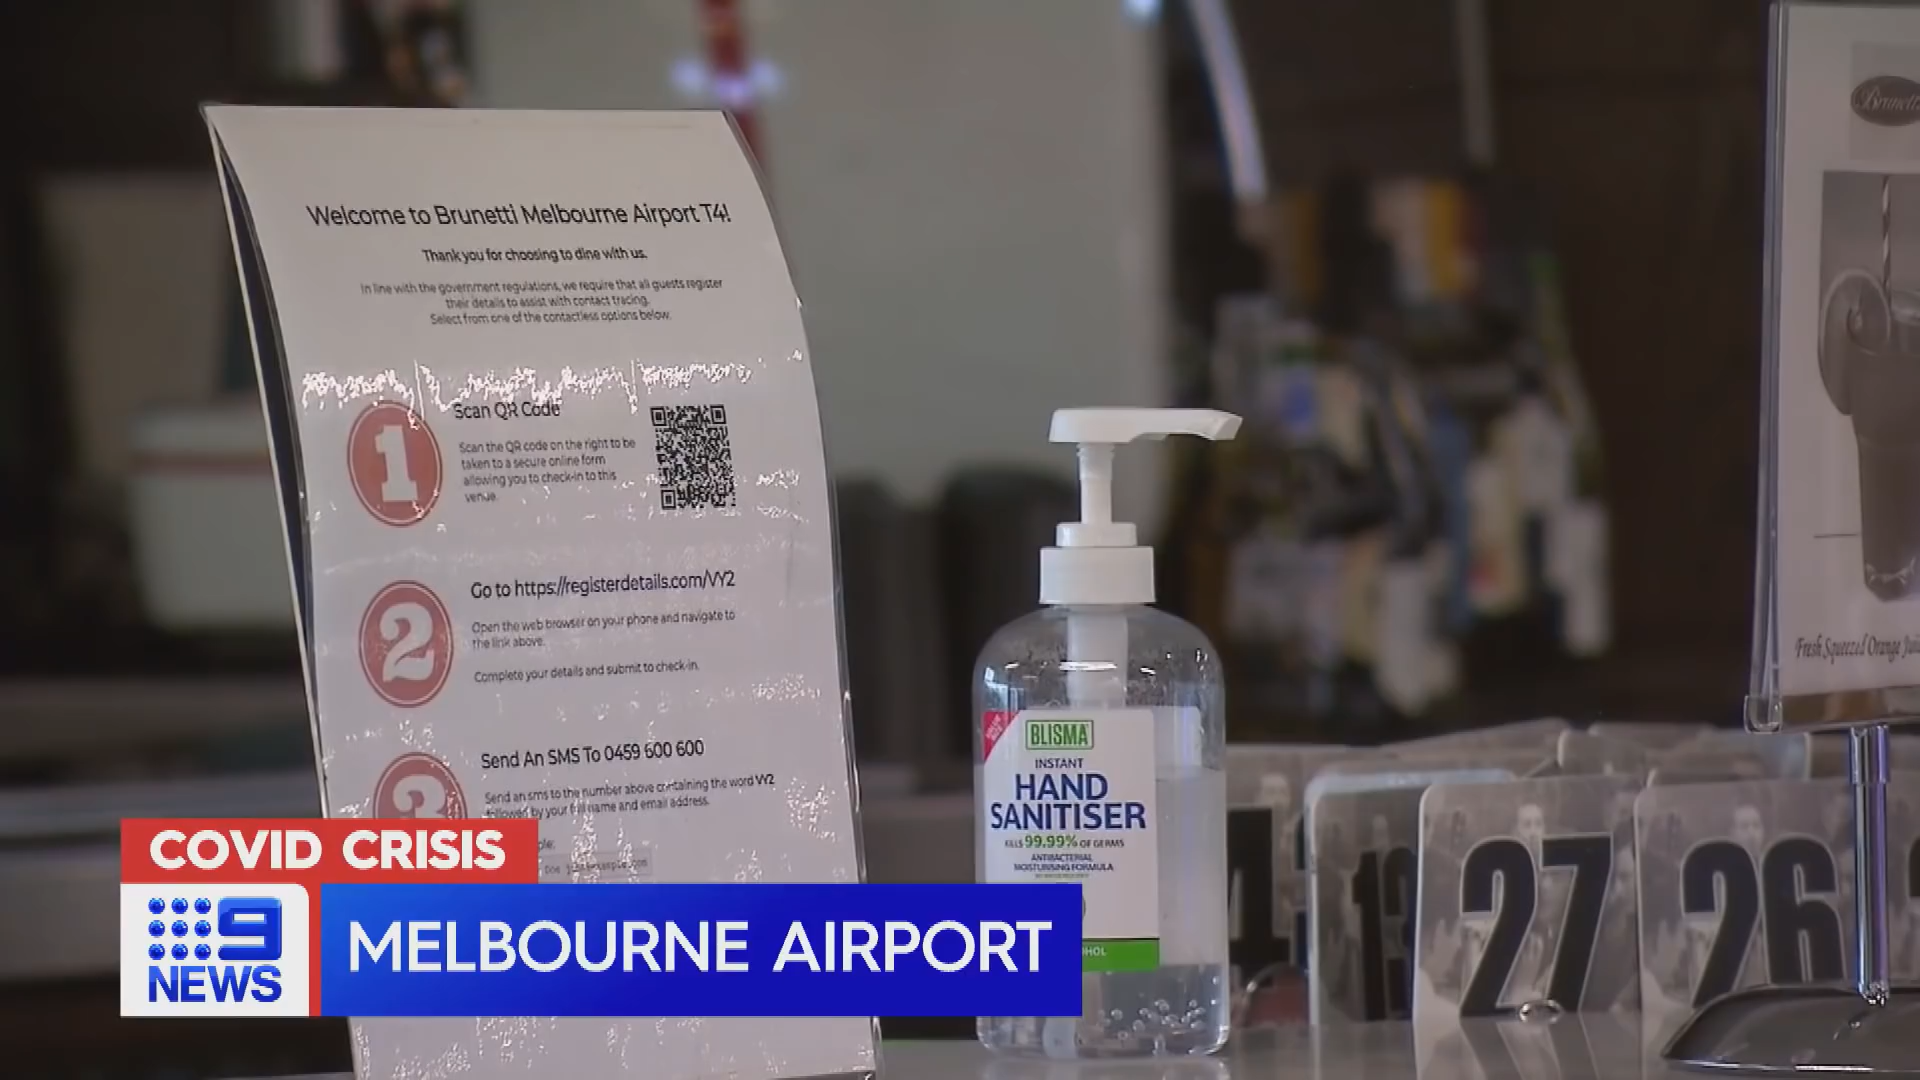 Welcome to Brunetti Melbourne Airport T4!
Thank you for choosing to dine with us.
In line with the government regulations, we require that all guests register
their details to assist with contact tracing.
Select from one of the contactless options below.
1
Scan QR Code
Scan the QR code on the right to be
taken to a secure online form
allowing you to check-in to this
venue.
2
Go to https://registerdetails.com/VY2
Open the web browser on your phone and navigate to
the link above.
Complete your details and submit to check-in.
3
Send An SMS To 0459 600 600
Send an sms to the number above containing the word VY2
followed by your full name and email address.
BLISMA
INSTANT
HAND
SANITISER
KILLS 99.99% OF GERMS
ANTIBACTERIAL
MOISTURISING FORMULA
Brunetti
Fresh Squeezed Orange
4
13
27
26
COVID CRISIS
9
NEWS
MELBOURNE AIRPORT